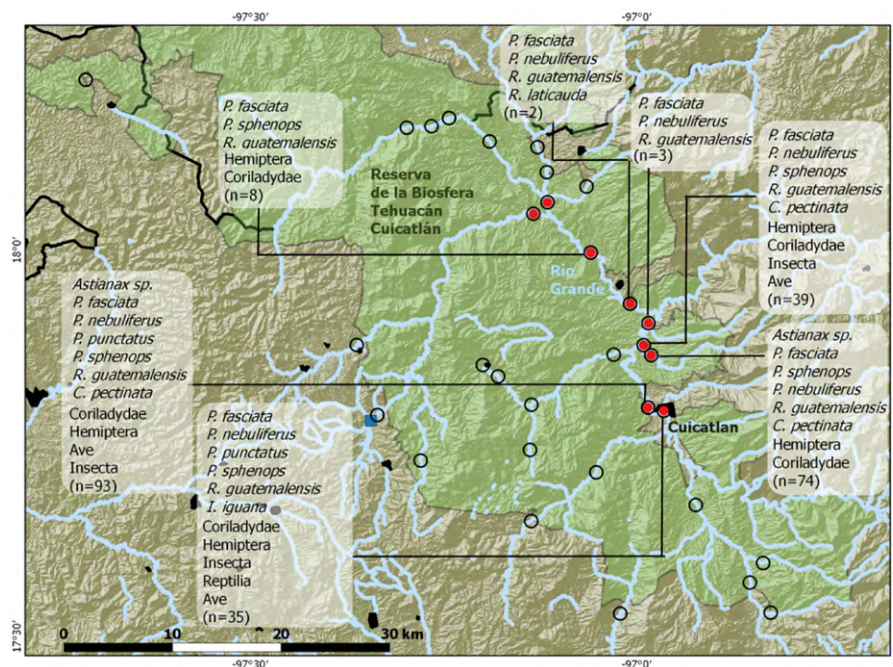 -97°30'
-97°0'
P. fasciata
P. nebuliferus
R. guatemalensis
R. laticauda
(n=2)
P. fasciata
P. nebuliferus
R. guatemalensis
(n=3)
P. fasciata
P. sphenops
R. guatemalensis
Hemiptera
Coriladydae
(n=8)
P. fasciata
P. nebuliferus
P. sphenops
R. guatemalensis
C. pectinata
Hemiptera
Coriladydae
Insecta
Ave
(n=39)
Reserva
de la Biosfera
Tehuacán
Cuicatlán
18°0'
Río
Grande
Astianax sp.
P. fasciata
P. nebuliferus
P. punctatus
P. sphenops
R. guatemalensis
C. pectinata
Coriladydae
Hemiptera
Ave
Insecta
(n=93)
Astianax sp.
P. fasciata
P. sphenops
P. nebuliferus
R. guatemalensis
C. pectinata
Hemiptera
Coriladydae
(n=74)
Cuicatlan
P. fasciata
P. nebuliferus
P. punctatus
P. sphenops
R. guatemalensis
I. iguana
Coriladydae
Hemiptera
Insecta
Reptilia
Ave
(n=35)
17°30'
0 10 20 30 km
-97°30'
-97°0'